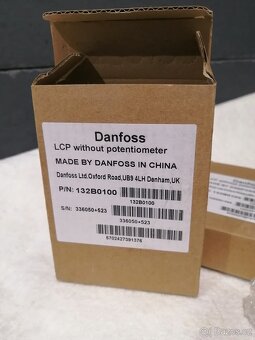 Danfoss
LCP without potentiometer
MADE BY DANFOSS IN CHINA
Danfoss Ltd.Oxford Road,UB9 4LH Denham,UK
P/N: 132B0100
132B0100
S/N: 336050+523
336050+523
5702427391376